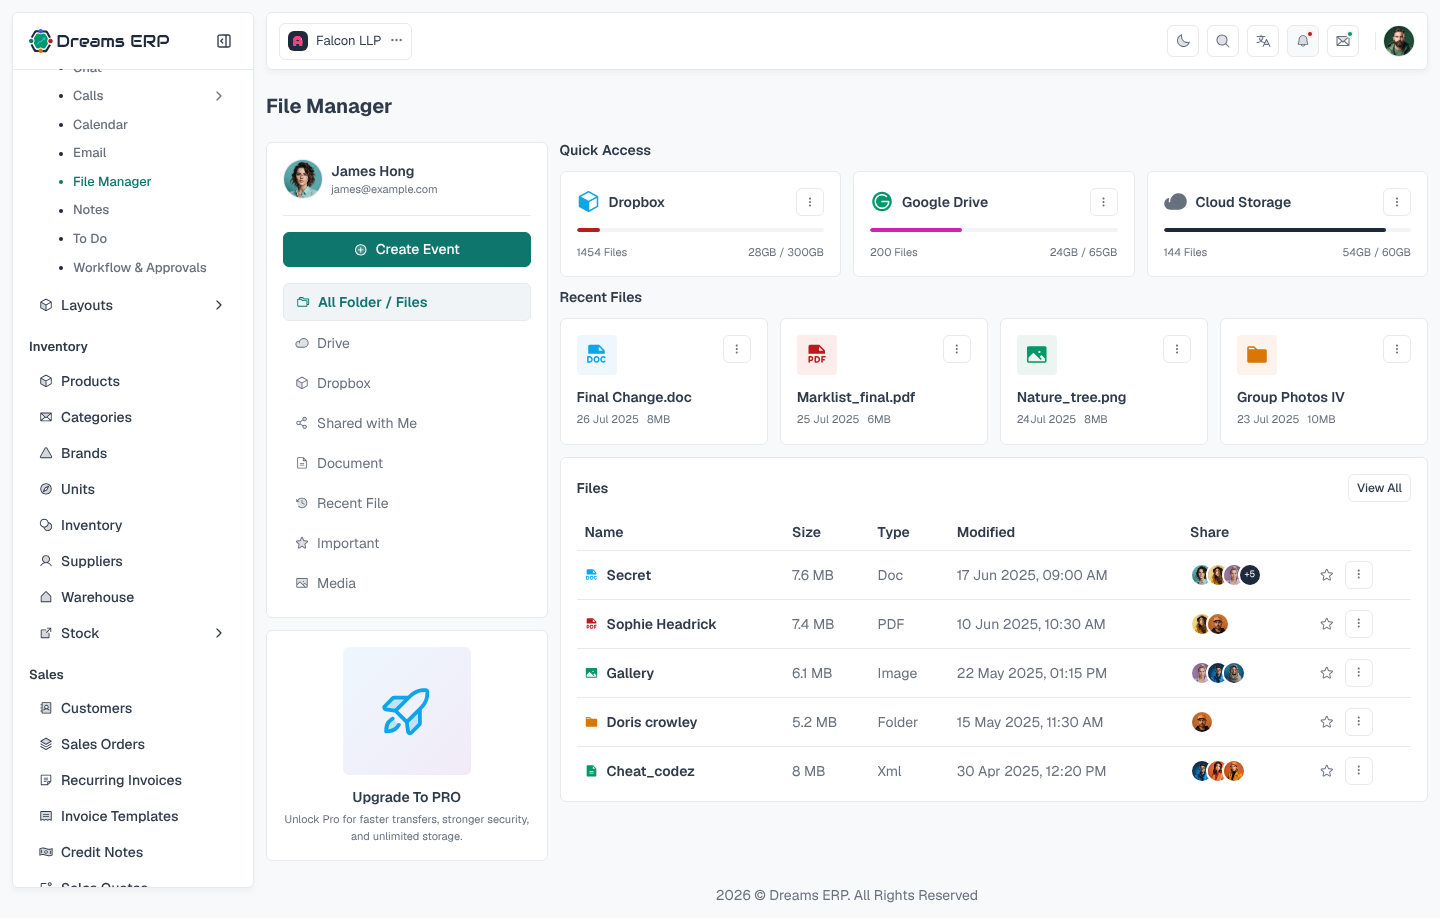 Dreams ERP
Chat
Calls
Calendar
Email
File Manager
Notes
To Do
Workflow & Approvals
Layouts
Inventory
Products
Categories
Brands
Units
Inventory
Suppliers
Warehouse
Stock
Sales
Customers
Sales Orders
Recurring Invoices
Invoice Templates
Credit Notes
Sales Quotes
Falcon LLP
File Manager
James Hong
james@example.com
Create Event
All Folder / Files
Drive
Dropbox
Shared with Me
Document
Recent File
Important
Media
Upgrade To PRO
Unlock Pro for faster transfers, stronger security,
and unlimited storage.
Quick Access
Dropbox
1454 Files 28GB / 300GB
Google Drive
200 Files 24GB / 65GB
Cloud Storage
144 Files 54GB / 60GB
Recent Files
DOC
Final Change.doc
26 Jul 2025 8MB
PDF
Marklist_final.pdf
25 Jul 2025 6MB
Nature_tree.png
24Jul 2025 8MB
Group Photos IV
23 Jul 2025 10MB
Files View All
Name Size Type Modified Share
DOC Secret 7.6 MB Doc 17 Jun 2025, 09:00 AM +5
PDF Sophie Headrick 7.4 MB PDF 10 Jun 2025, 10:30 AM
Gallery 6.1 MB Image 22 May 2025, 01:15 PM
Doris crowley 5.2 MB Folder 15 May 2025, 11:30 AM
Cheat_codez 8 MB Xml 30 Apr 2025, 12:20 PM
2026 © Dreams ERP. All Rights Reserved